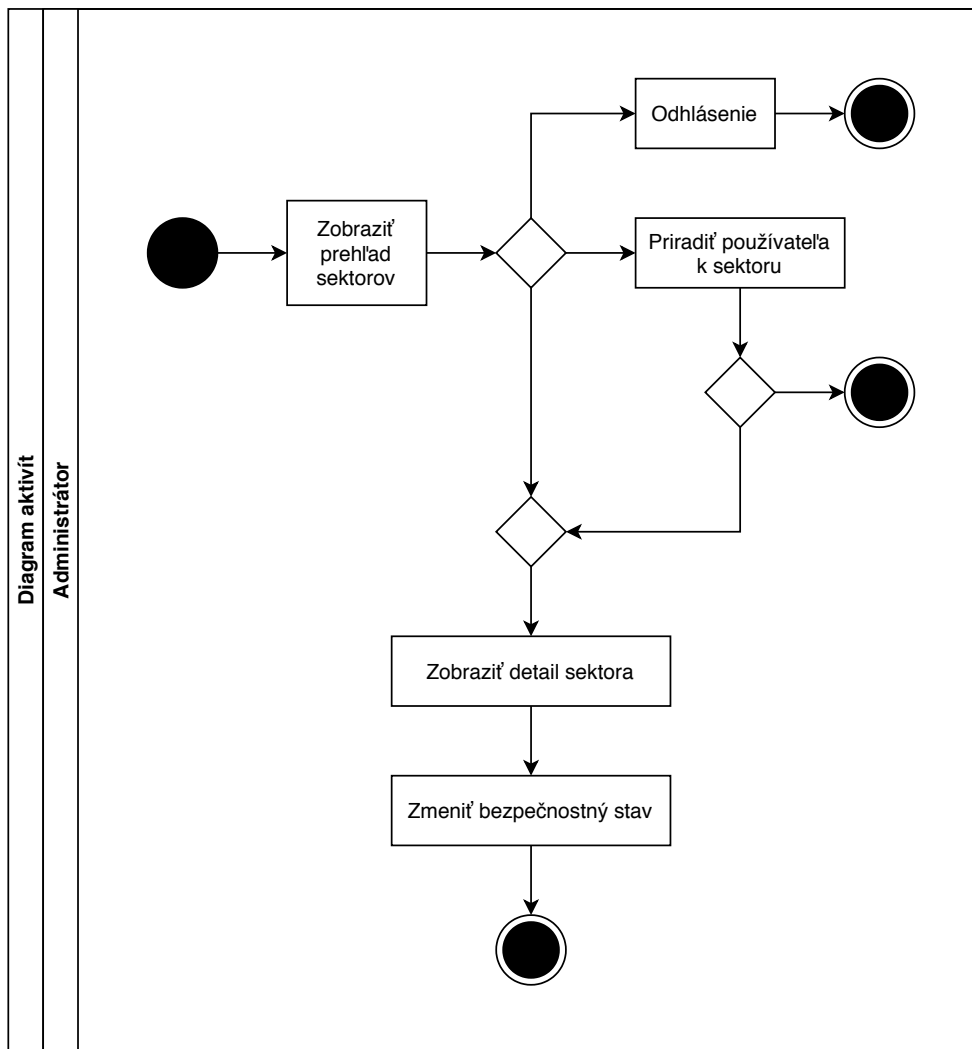 Diagram aktivít
Administrátor
Odhlásenie
Zobraziť
prehľad
sektorov
Priradiť používateľa
k sektoru
Zobraziť detail sektora
Zmeniť bezpečnostný stav